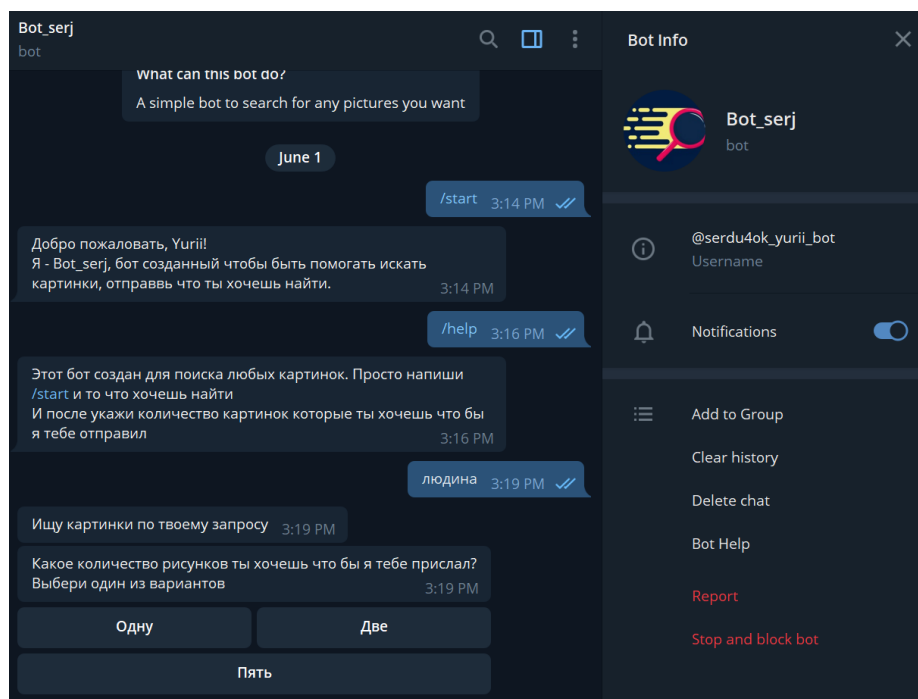 Bot_serj
bot
What can this bot do?
A simple bot to search for any pictures you want
June 1
/start 3:14 PM
Добро пожаловать, Yurii!
Я - Bot_serj, бот созданный чтобы быть помогать искать
картинки, отправвь что ты хочешь найти.
3:14 PM
/help 3:16 PM
Этот бот создан для поиска любых картинок. Просто напиши
/start и то что хочешь найти
И после укажи количество картинок которые ты хочешь что бы
я тебе отправил
3:16 PM
людина 3:19 PM
Ищу картинки по твоему запросу 3:19 PM
Какое количество рисунков ты хочешь что бы я тебе прислал?
Выбери один из вариантов
3:19 PM
Одну
Две
Пять
Bot Info
Bot_serj
bot
@serdu4ok_yurii_bot
Username
Notifications
Add to Group
Clear history
Delete chat
Bot Help
Report
Stop and block bot